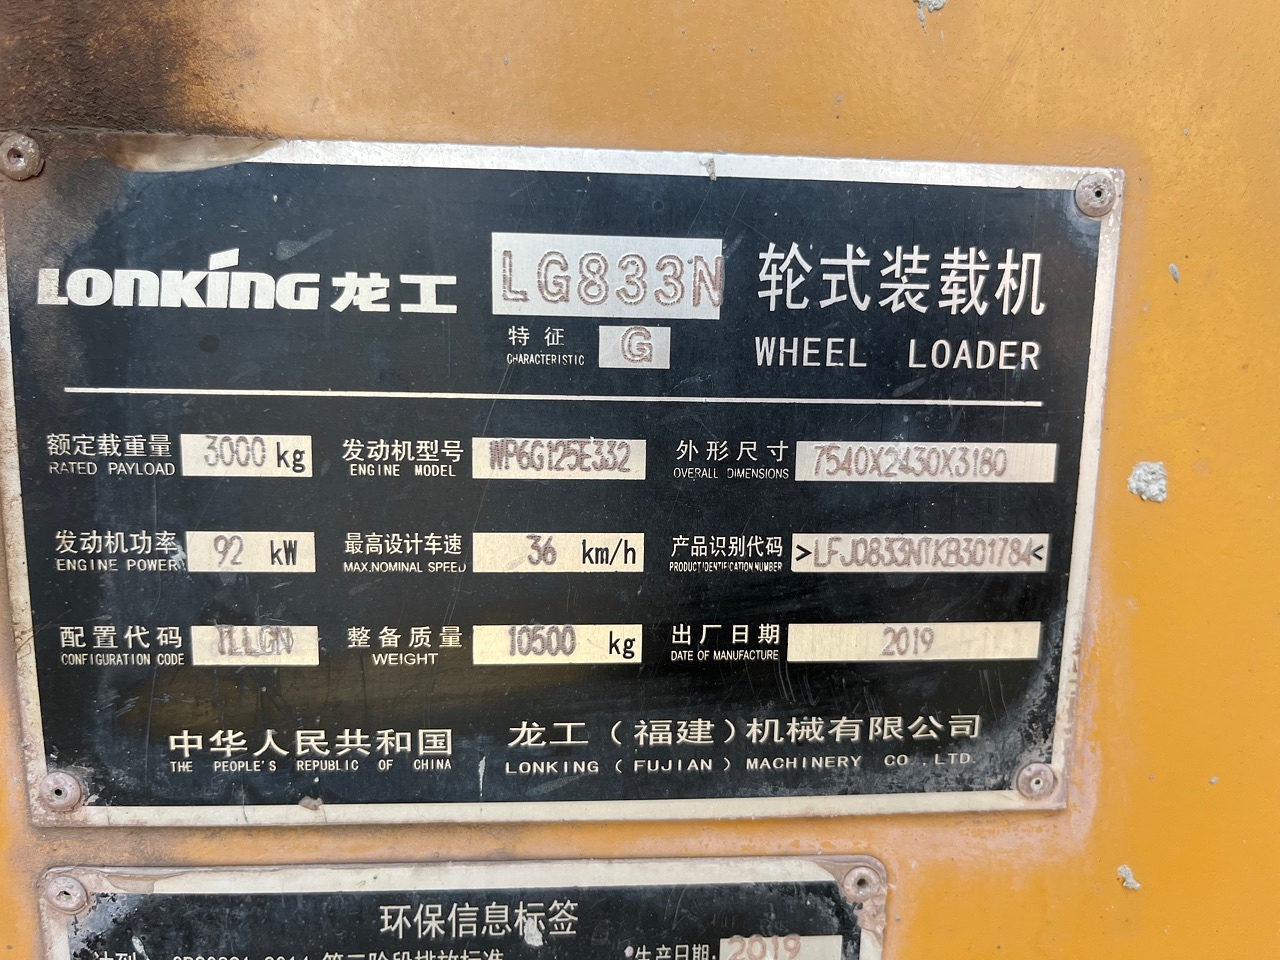 LONKING 龙工 LG833N 轮式装载机
特征 G
CHARACTERISTIC
WHEEL LOADER
额定载重量 3000 kg 发动机型号 WP6G125E332 外形尺寸 7540X2430X3180
RATED PAYLOAD ENGINE MODEL OVERALL DIMENSIONS
发动机功率 92 kW 最高设计车速 36 km/h 产品识别代码
ENGINE POWER MAX.NOMINAL SPEED PRODUCT IDENTIFICATION NUMBER
配置代码 整备质量 10500 kg 出厂日期 2019
CONFIGURATION CODE WEIGHT DATE OF MANUFACTURE
中华人民共和国 龙工（福建）机械有限公司
THE PEOPLE'S REPUBLIC OF CHINA LONKING ( FUJIAN ) MACHINERY CO.,LTD.
环保信息标签
生产日期: 2019